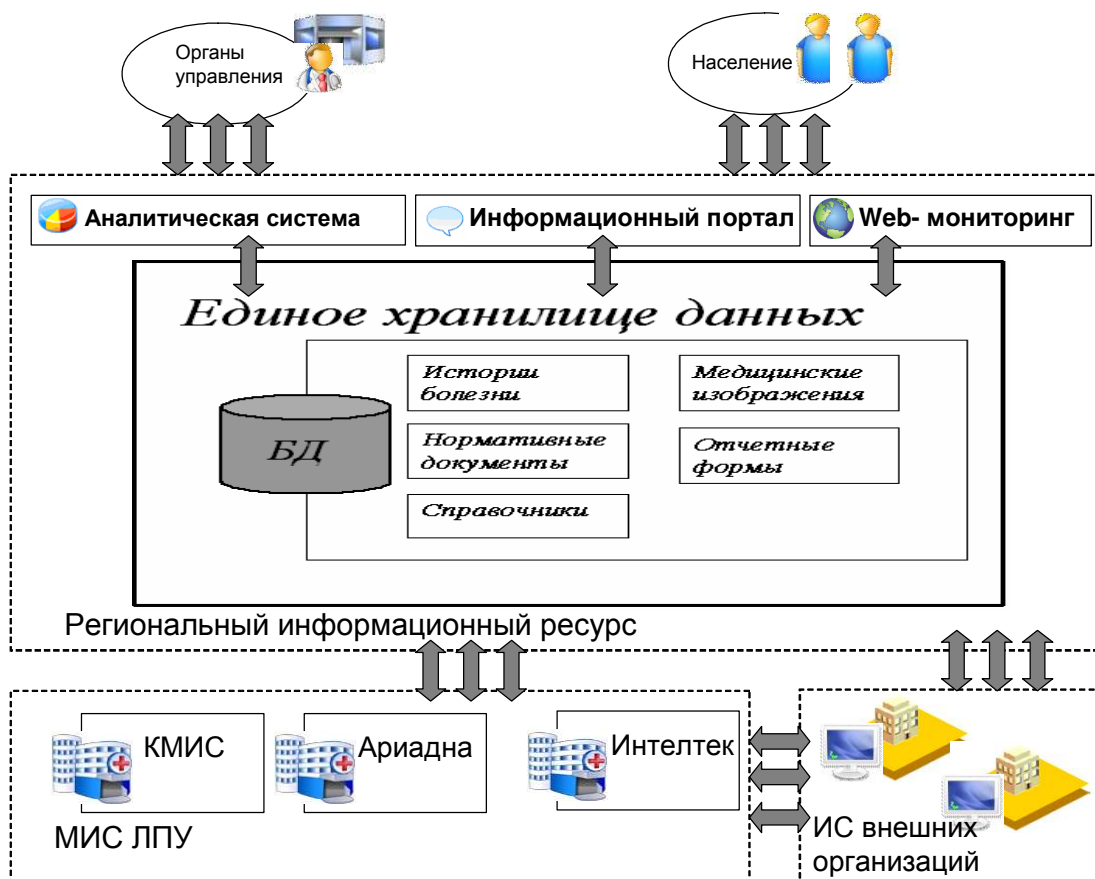 Органы
управления
Население
Аналитическая система
Информационный портал
Web- мониторинг
Единое хранилище данных
БД
Истории
болезни
Медицинские
изображения
Нормативные
документы
Отчетные
формы
Справочники
Региональный информационный ресурс
КМИС
Ариадна
Интелтек
МИС ЛПУ
ИС внешних
организаций